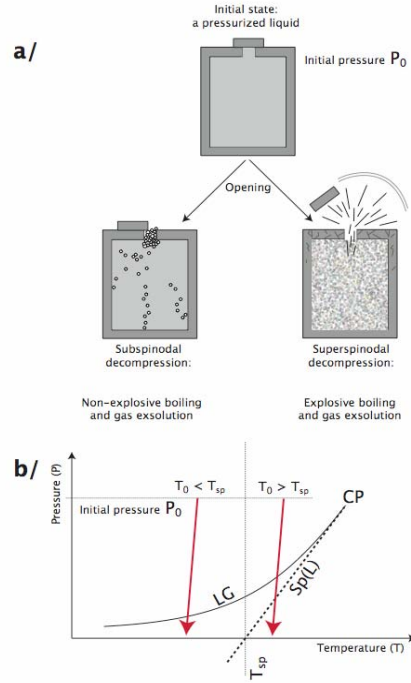 Initial state:
a pressurized liquid
a/
Initial pressure P₀
Opening
Subspinodal
decompression:
Superspinodal
decompression:
Non-explosive boiling
and gas exsolution
Explosive boiling
and gas exsolution
b/
Pressure (P)
T₀ < Tsp
T₀ > Tsp
CP
Initial pressure P₀
LG
Sp(L)
Temperature (T)
Tsp